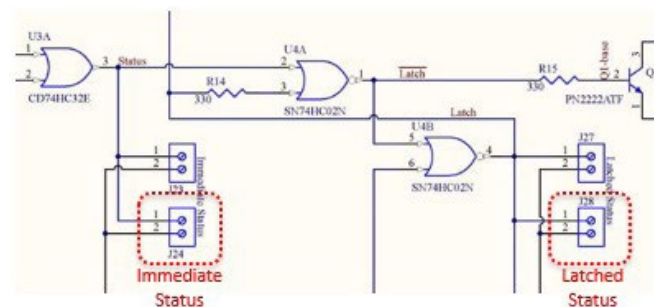 U3A
1
2
3
CD74HC32E
Status
R14
330
U4A
2
3
1
SN74HC02N
Latch
R15
330
Q1-base
2
3
1
PN2222ATF
Q
Latch
U4B
5
6
4
SN74HC02N
1
2
J23
Immediate Status
1
2
J24
J27
1
2
Latched Status
J28
1
2
Immediate
Status
Latched
Status